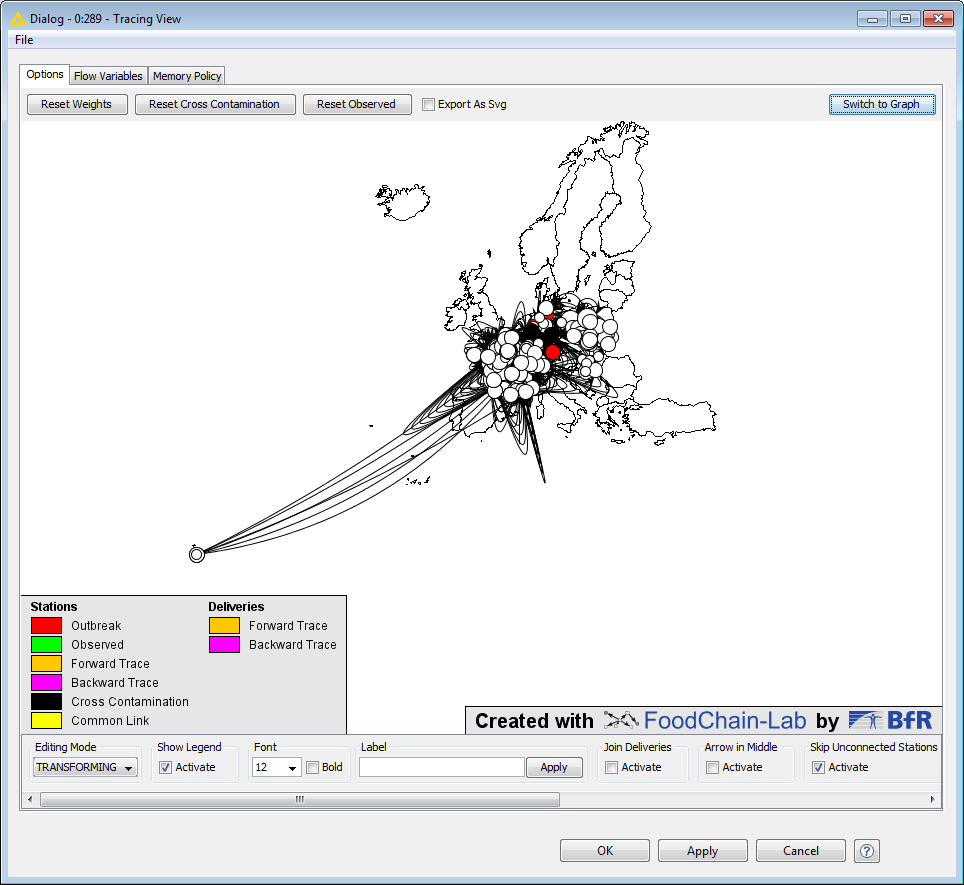 Dialog - 0:289 - Tracing View
File
Options Flow Variables Memory Policy
Reset Weights Reset Cross Contamination Reset Observed Export As Svg Switch to Graph
Stations Deliveries
Outbreak Forward Trace
Observed Backward Trace
Forward Trace
Backward Trace
Cross Contamination
Common Link
Created with FoodChain-Lab by BfR
Editing Mode Show Legend Font Label Join Deliveries Arrow in Middle Skip Unconnected Stations
TRANSFORMING Activate 12 Bold Apply Activate Activate Activate
OK Apply Cancel ?